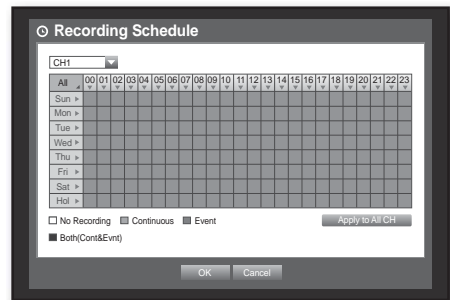 Recording Schedule
CH1
All 00 01 02 03 04 05 06 07 08 09 10 11 12 13 14 15 16 17 18 19 20 21 22 23
Sun
Mon
Tue
Wed
Thu
Fri
Sat
Hol
No Recording Continuous Event Apply to All CH
Both(Cont&Evnt)
OK Cancel